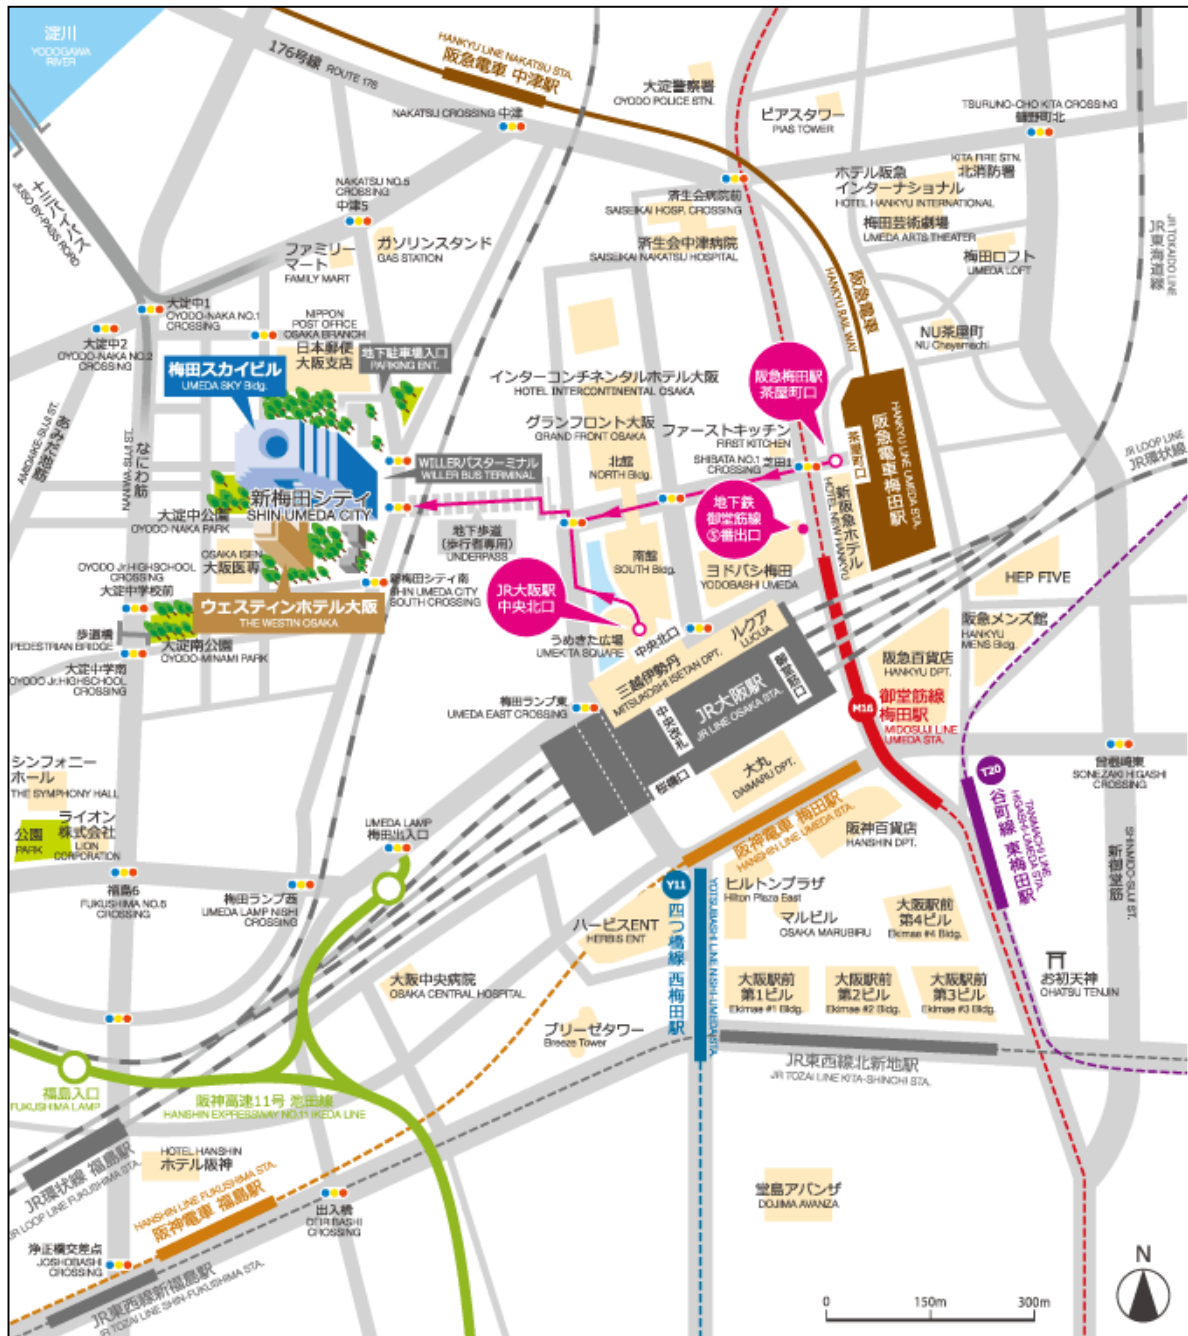 淀川
YODOGAWA
RIVER
176号線 ROUTE 176
HANKYU LINE NAKATSU STA.
阪急電車 中津駅
NAKATSU CROSSING 中津
大淀警察署
OYODO POLICE STN.
ピアスタワー
PIAS TOWER
TSURUNO-CHO KITA CROSSING
鶴野町北
KITA FIRE STN.
北消防署
ホテル阪急
インターナショナル
HOTEL HANKYU INTERNATIONAL
梅田芸術劇場
UMEDA ARTS THEATER
梅田ロフト
UMEDA LOFT
JR TOKAIDO LINE
JR東海道線
十三バイパス
JUSO BY-PASS ROAD
NAKATSU NO.5
CROSSING
中津5
済生会病院前
SAISEIKAI HOSP. CROSSING
済生会中津病院
SAISEIKAI NAKATSU HOSPITAL
ファミリー
マート
FAMILY MART
ガソリンスタンド
GAS STATION
阪急電車
HANKYU RAIL WAY
大淀中1
OYODO-NAKA NO.1
CROSSING
大淀中2
OYODO-NAKA NO.2
CROSSING
NIPPON
POST OFFICE
OSAKA BRANCH
日本郵便
大阪支店
地下駐車場入口
PARKING ENT.
NU茶屋町
NU Chayamachi
梅田スカイビル
UMEDA SKY Bldg.
インターコンチネンタルホテル大阪
HOTEL INTERCONTINENTAL OSAKA
阪急梅田駅
茶屋町口
グランフロント大阪
GRAND FRONT OSAKA
ファーストキッチン
FIRST KITCHEN
SHIBATA NO.1
CROSSING
芝田1
茶屋町口
HANKYU LINE UMEDA STA.
阪急電車梅田駅
JR LOOP LINE
JR環状線
あみだ池筋
AMIDAIKE-SUJI ST.
なにわ筋
NANIWA-SUJI ST.
WILLERバスターミナル
WILLER BUS TERMINAL
北館
NORTH Bldg.
新梅田シティ
SHIN UMEDA CITY
大淀中公園
OYODO-NAKA PARK
地下歩道
(歩行者専用)
UNDERPASS
地下鉄
御堂筋線
⑤番出口
新阪急ホテル
HOTEL NEW HANKYU
OSAKA ISEN
大阪医専
南館
SOUTH Bldg.
ヨドバシ梅田
YODOBASHI UMEDA
HEP FIVE
OYODO Jr.HIGHSCHOOL
CROSSING
大淀中学校前
新梅田シティ南
SHIN UMEDA CITY
SOUTH CROSSING
ウェスティンホテル大阪
THE WESTIN OSAKA
JR大阪駅
中央北口
阪急メンズ館
HANKYU
MENS Bldg.
歩道橋
PEDESTRIAN BRIDGE
大淀南公園
OYODO-MINAMI PARK
うめきた広場
UMEKITA SQUARE
中央北口
ルクア
LUCUA
阪急百貨店
HANKYU DPT.
大淀中学南
OYODO Jr.HIGHSCHOOL
CROSSING
三越伊勢丹
MITSUKOSHI ISETAN DPT.
御堂筋口
JR大阪駅
JR LINE OSAKA STA.
中央改札
桜橋口
梅田ランプ東
UMEDA EAST CROSSING
M16
御堂筋線
梅田駅
MIDOSUJI LINE
UMEDA STA.
シンフォニー
ホール
THE SYMPHONY HALL
大丸
DAIMARU DPT.
T20
谷町線 東梅田駅
TANIMACHI LINE
HIGASHI-UMEDA STA.
曾根崎東
SONEZAKI HIGASHI
CROSSING
公園
PARK
ライオン
株式会社
LION
CORPORATION
UMEDA LAMP
梅田出入口
阪神電車 梅田駅
HANSHIN LINE UMEDA STA.
阪神百貨店
HANSHIN DPT.
新御堂筋
SHINMIDO-SUJI ST.
福島6
FUKUSHIMA NO.6
CROSSING
梅田ランプ西
UMEDA LAMP NISHI
CROSSING
Y11
四つ橋線 西梅田駅
YOTSUBASHI LINE NISHI-UMEDA STA.
ヒルトンプラザ
Hilton Plaza East
マルビル
OSAKA MARUBIRU
大阪駅前
第4ビル
Ekimae #4 Bldg.
ハービスENT
HERBIS ENT
大阪中央病院
OSAKA CENTRAL HOSPITAL
大阪駅前
第1ビル
Ekimae #1 Bldg.
大阪駅前
第2ビル
Ekimae #2 Bldg.
大阪駅前
第3ビル
Ekimae #3 Bldg.
お初天神
OHATSU TENJIN
ブリーゼタワー
Breeze Tower
JR東西線北新地駅
JR TOZAI LINE KITA-SHINCHI STA.
福島入口
FUKUSHIMA LAMP
阪神高速11号 池田線
HANSHIN EXPRESSWAY NO.11 IKEDA LINE
JR環状線 福島駅
JR LOOP LINE FUKUSHIMA STA.
HOTEL HANSHIN
ホテル阪神
HANSHIN LINE FUKUSHIMA STA.
阪神電車 福島駅
出入橋
DEIRIBASHI
CROSSING
堂島アバンザ
DOJIMA AVANZA
浄正橋交差点
JOSHOBASHI
CROSSING
JR東西線新福島駅
JR TOZAI LINE SHIN-FUKUSHIMA STA.
N
0 150m 300m